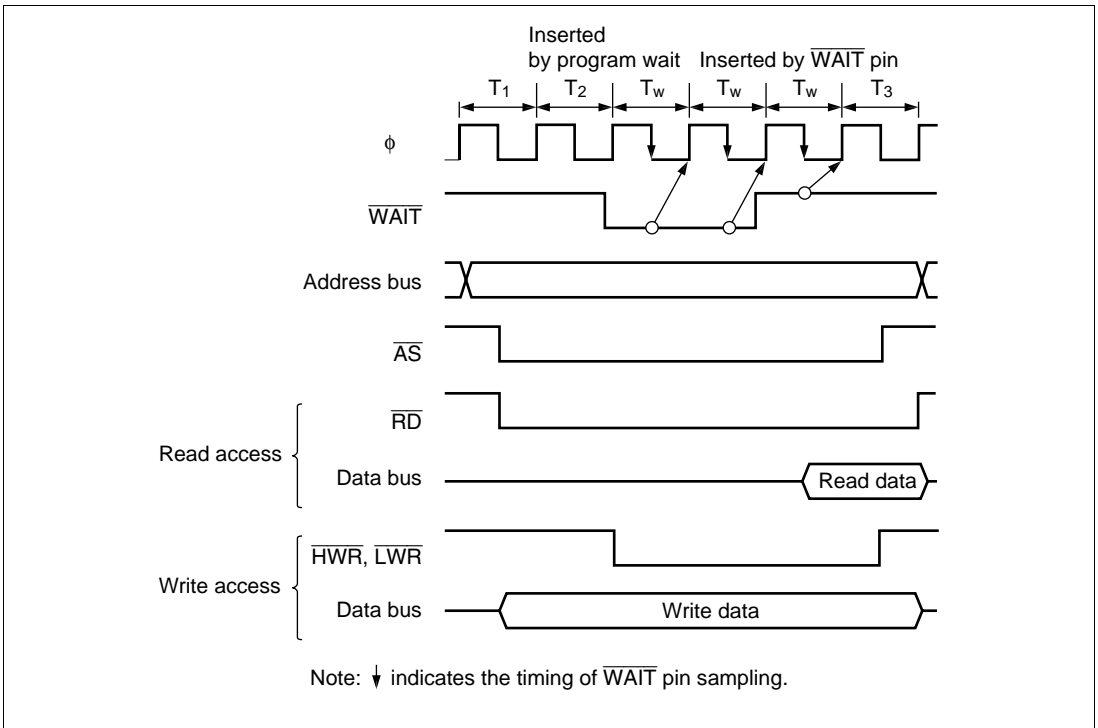 Inserted
by program wait
Inserted by WAIT pin
T1 T2 Tw Tw Tw T3
ϕ
WAIT
Address bus
AS
RD
Read access
Data bus
Read data
HWR, LWR
Write access
Data bus
Write data
Note: ↓ indicates the timing of WAIT pin sampling.